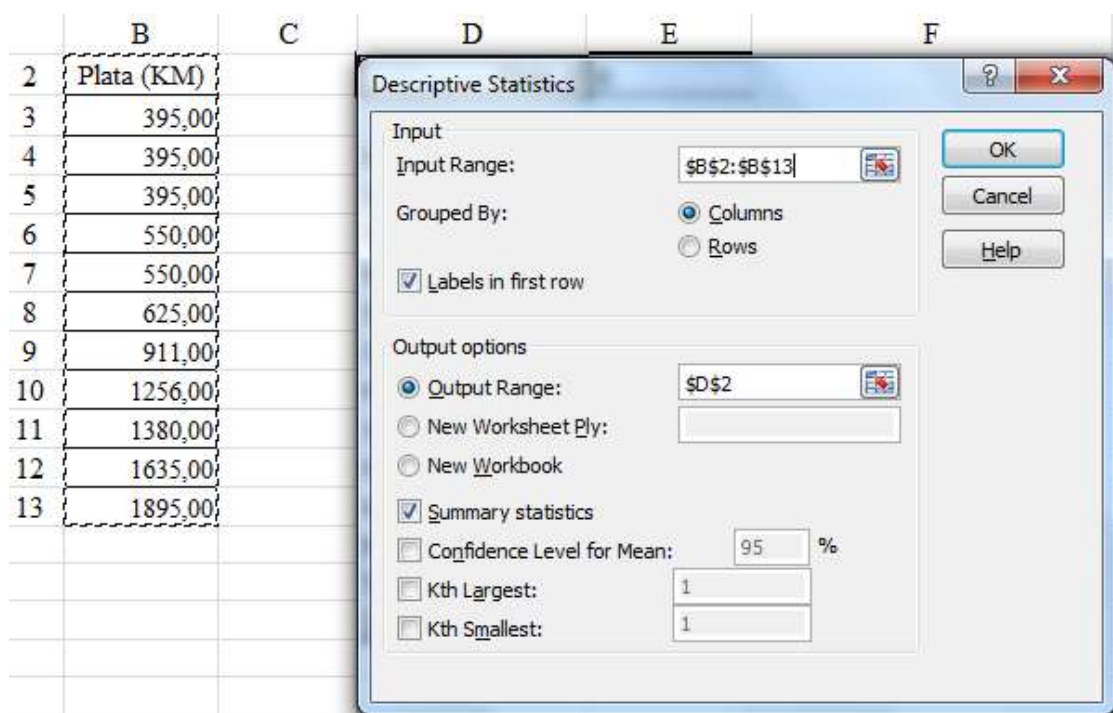 B C D E F
2 Plata (KM)
3 395,00
4 395,00
5 395,00
6 550,00
7 550,00
8 625,00
9 911,00
10 1256,00
11 1380,00
12 1635,00
13 1895,00
Descriptive Statistics
Input
Input Range: $B$2:$B$13
Grouped By: Columns
Rows
Labels in first row
Output options
Output Range: $D$2
New Worksheet Ply:
New Workbook
Summary statistics
Confidence Level for Mean: 95 %
Kth Largest: 1
Kth Smallest: 1
?
OK
Cancel
Help